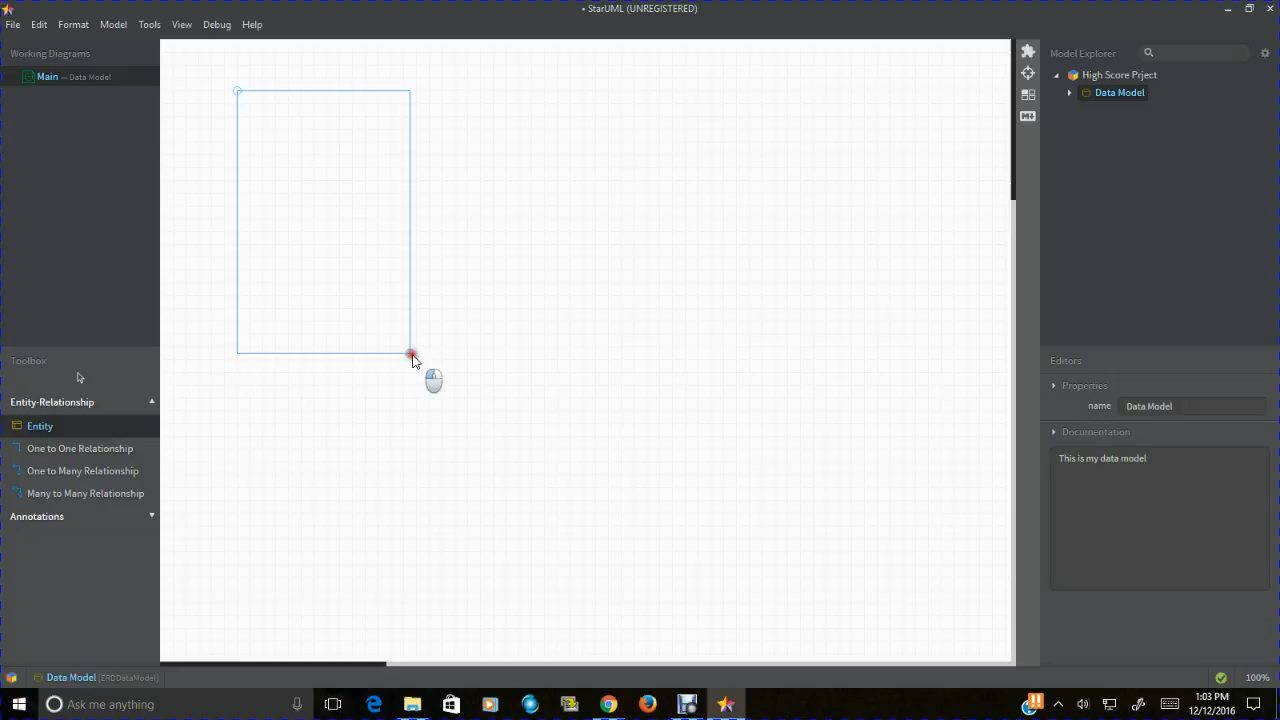 • StarUML (UNREGISTERED)
File Edit Format Model Tools View Debug Help
Working Diagrams
Main -- Data Model
Model Explorer
High Score Prject
Data Model
Toolbox
Entity-Relationship
Entity
One to One Relationship
One to Many Relationship
Many to Many Relationship
Annotations
Editors
Properties
name Data Model
Documentation
This is my data model
Data Model [ERDDataModel]
100%
Ask me anything
1:03 PM
12/12/2016